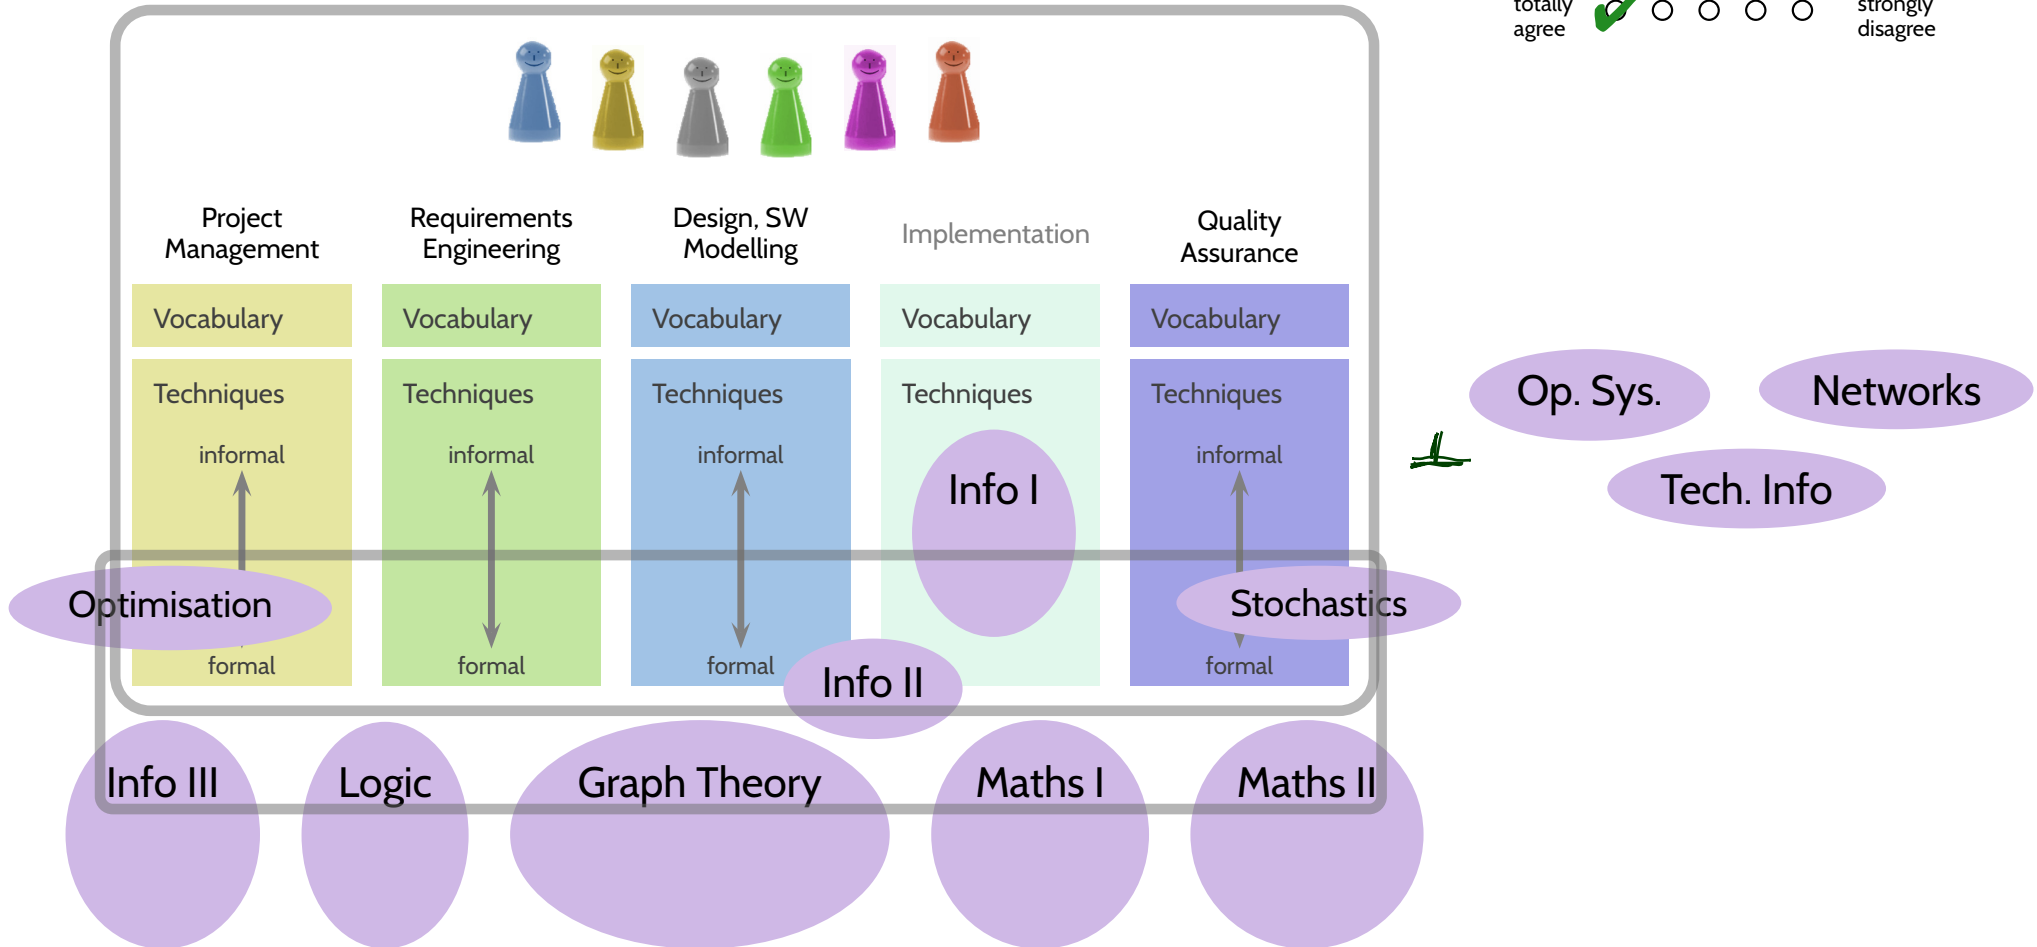 totally
agree
strongly
disagree
Project
Management
Requirements
Engineering
Design, SW
Modelling
Implementation
Quality
Assurance
Vocabulary
Vocabulary
Vocabulary
Vocabulary
Vocabulary
Techniques
Techniques
Techniques
Techniques
Techniques
informal
informal
informal
informal
Info I
Op. Sys.
Networks
Tech. Info
Optimisation
Stochastics
formal
formal
formal
formal
Info II
Info III
Logic
Graph Theory
Maths I
Maths II